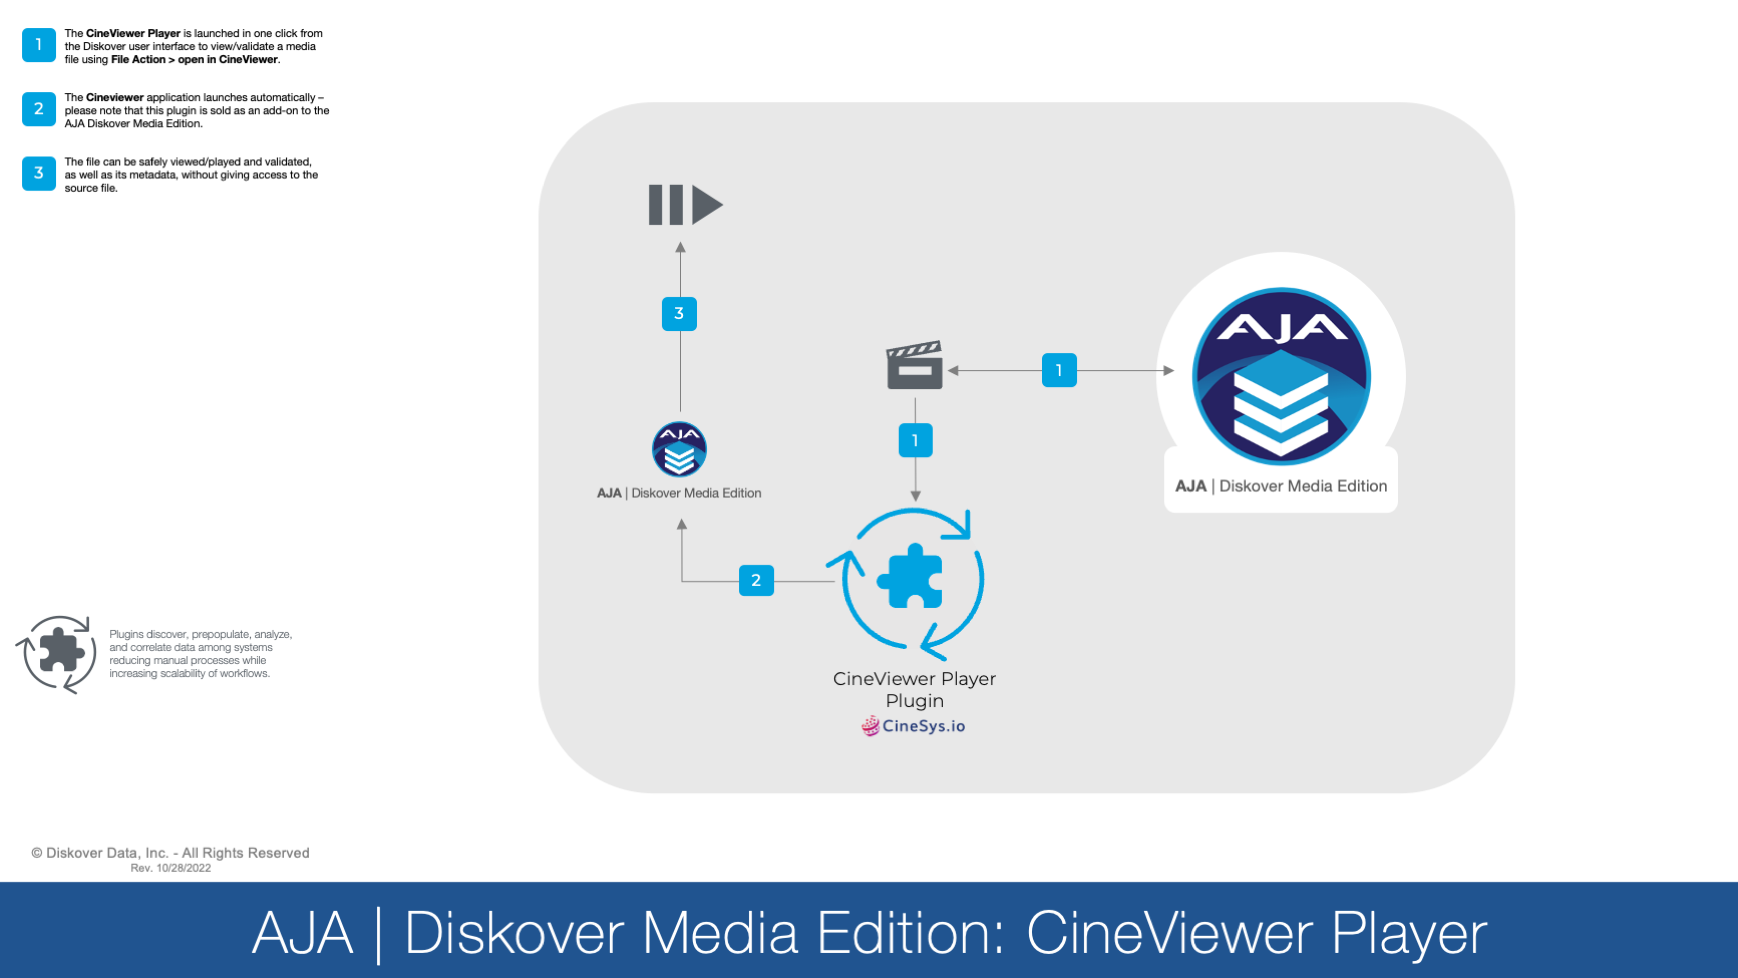 1
The CineViewer Player is launched in one click from
the Diskover user interface to view/validate a media
file using File Action > open in CineViewer.
2
The Cineviewer application launches automatically –
please note that this plugin is sold as an add-on to the
AJA Diskover Media Edition.
3
The file can be safely viewed/played and validated,
as well as its metadata, without giving access to the
source file.
3
AJA
1
1
AJA
AJA | Diskover Media Edition
AJA | Diskover Media Edition
2
CineViewer Player
Plugin
CineSys.io
Plugins discover, prepopulate, analyze,
and correlate data among systems
reducing manual processes while
increasing scalability of workflows.
© Diskover Data, Inc. - All Rights Reserved
Rev. 10/28/2022
AJA | Diskover Media Edition: CineViewer Player